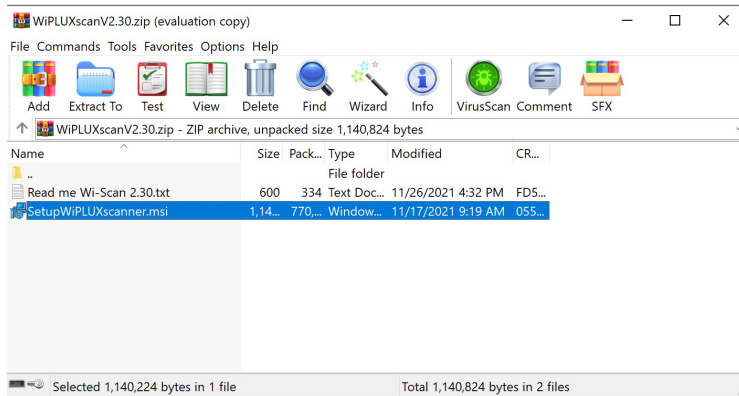 WiPLUXscanV2.30.zip (evaluation copy)
File Commands Tools Favorites Options Help
Add Extract To Test View Delete Find Wizard Info VirusScan Comment SFX
WiPLUXscanV2.30.zip - ZIP archive, unpacked size 1,140,824 bytes
Name Size Pack... Type Modified CR...
.. File folder
Read me Wi-Scan 2.30.txt 600 334 Text Doc... 11/26/2021 4:32 PM FD5...
SetupWiPLUXscanner.msi 1,14... 770,... Window... 11/17/2021 9:19 AM 055...
Selected 1,140,224 bytes in 1 file Total 1,140,824 bytes in 2 files